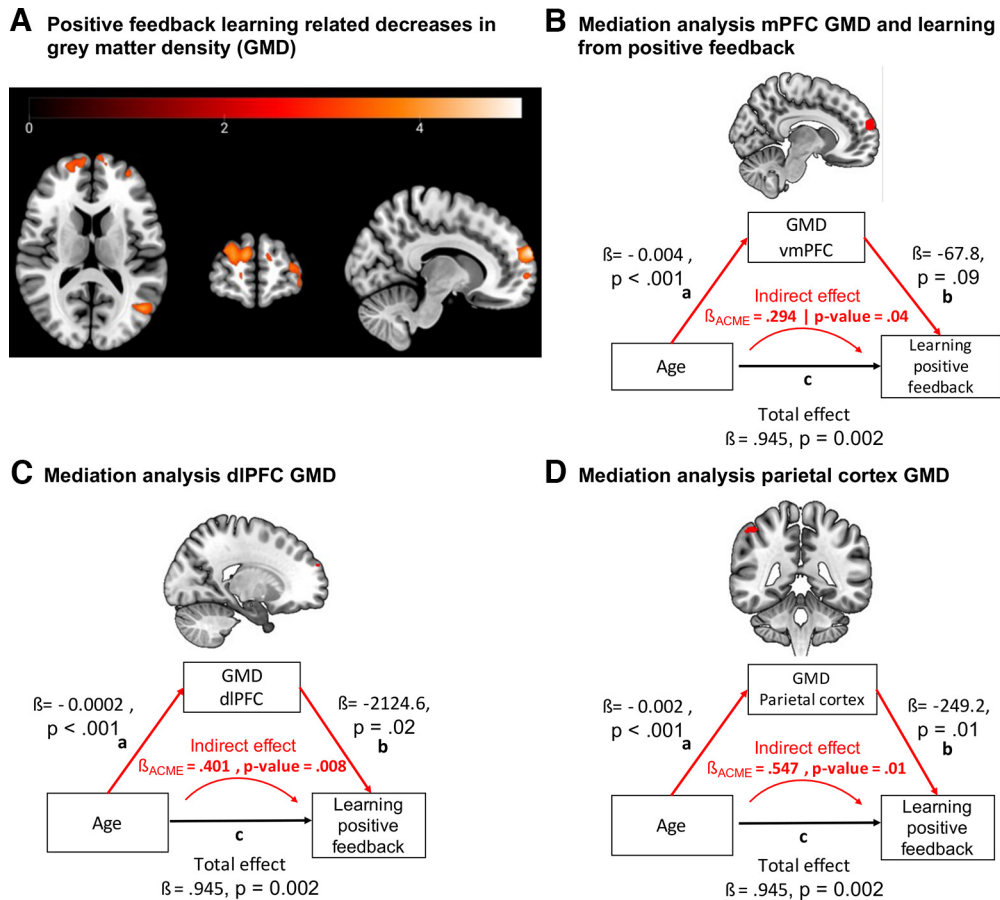 A Positive feedback learning related decreases in
grey matter density (GMD)
0 2 4
B Mediation analysis mPFC GMD and learning
from positive feedback
GMD
vmPFC
ß= - 0.004 ,
p < .001
a
ß= -67.8,
p = .09
b
Indirect effect
ßACME = .294 | p-value = .04
Age
c
Learning
positive
feedback
Total effect
ß = .945, p = 0.002
C Mediation analysis dlPFC GMD
GMD
dlPFC
ß= - 0.0002 ,
p < .001
a
ß= -2124.6,
p = .02
b
Indirect effect
ßACME = .401 , p-value = .008
Age
c
Learning
positive
feedback
Total effect
ß = .945, p = 0.002
D Mediation analysis parietal cortex GMD
GMD
Parietal cortex
ß= -0.002 ,
p < .001
a
ß= -249.2,
p = .01
b
Indirect effect
ßACME = .547 , p-value = .01
Age
c
Learning
positive
feedback
Total effect
ß = .945, p = 0.002